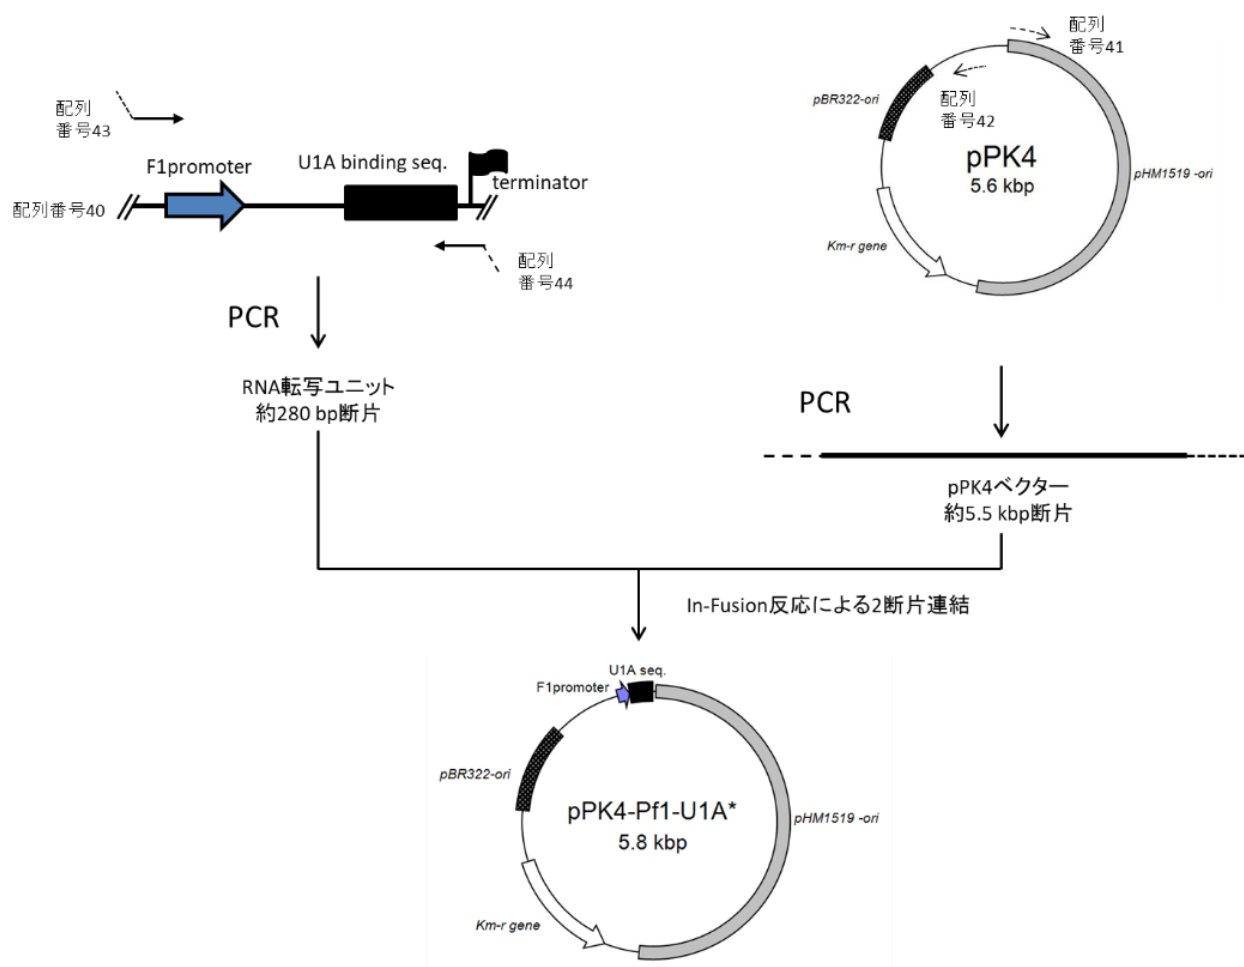 配列
番号43
F1promoter
U1A binding seq.
terminator
配列番号40
配列
番号44
PCR
RNA転写ユニット
約280 bp断片
配列
番号41
pBR322-ori
配列
番号42
pPK4
5.6 kbp
pHM1519 -ori
Km-r gene
PCR
pPK4ベクター
約5.5 kbp断片
In-Fusion反応による2断片連結
U1A seq.
F1promoter
pBR322-ori
pPK4-Pf1-U1A*
5.8 kbp
pHM1519 -ori
Km-r gene